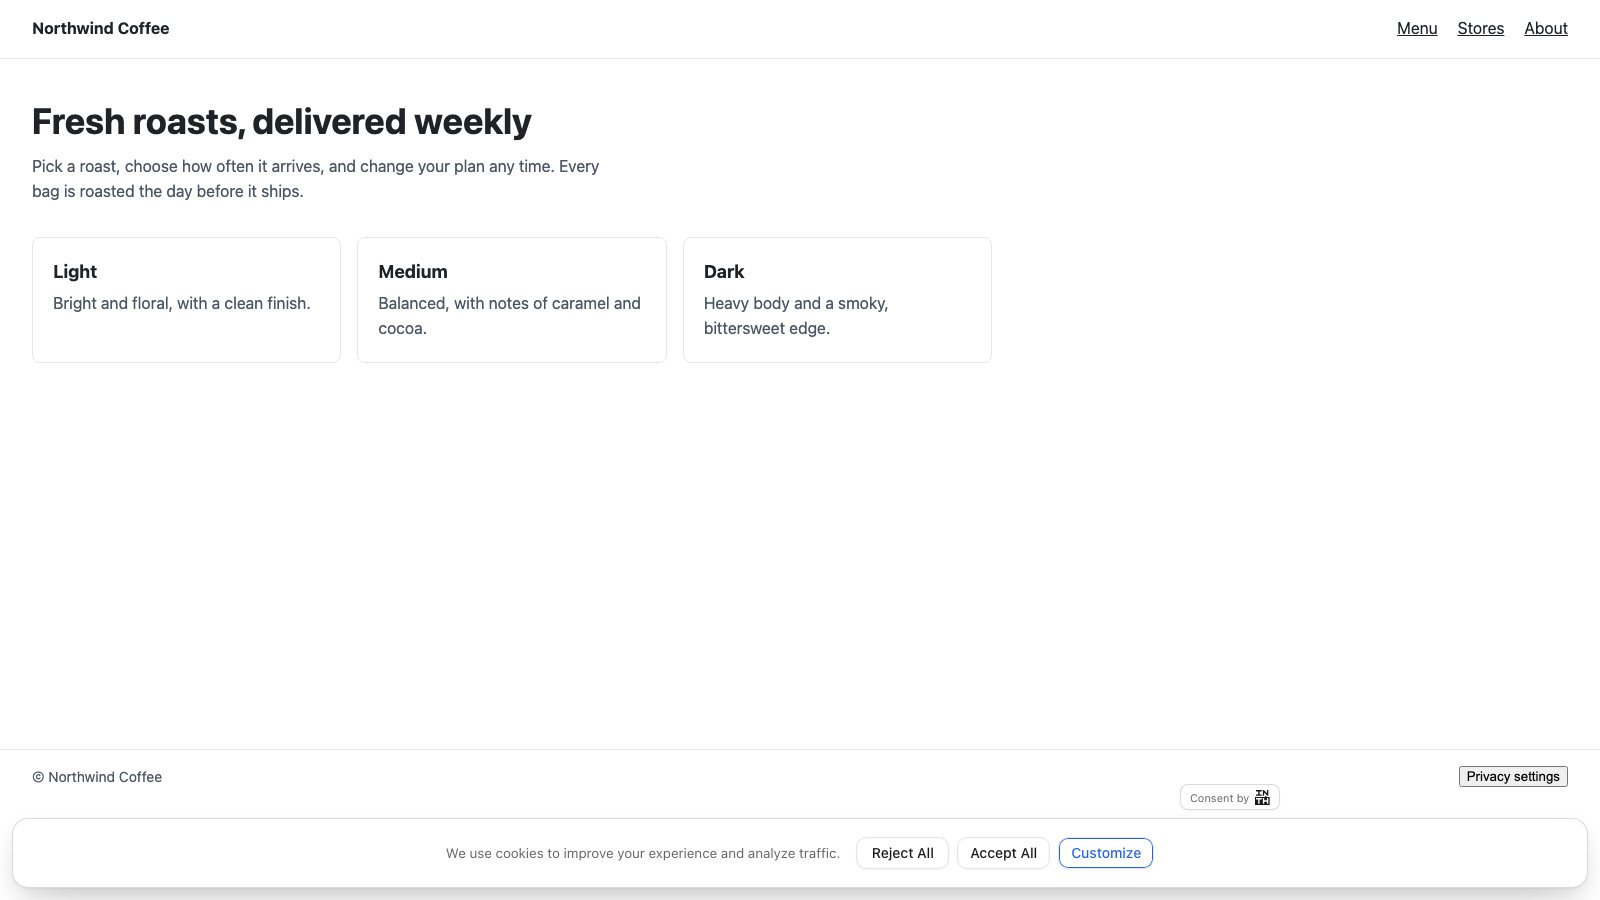 Northwind Coffee
Menu Stores About
Fresh roasts, delivered weekly
Pick a roast, choose how often it arrives, and change your plan any time. Every
bag is roasted the day before it ships.
Light
Bright and floral, with a clean finish.
Medium
Balanced, with notes of caramel and
cocoa.
Dark
Heavy body and a smoky,
bittersweet edge.
© Northwind Coffee
Privacy settings
Consent by INTH
We use cookies to improve your experience and analyze traffic.
Reject All
Accept All
Customize